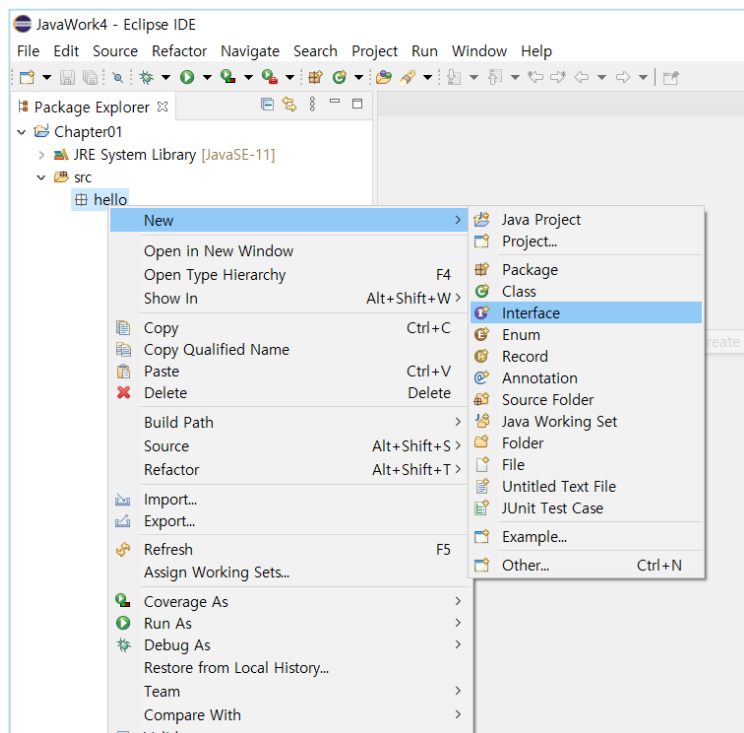 JavaWork4 - Eclipse IDE
File Edit Source Refactor Navigate Search Project Run Window Help
Package Explorer
Chapter01
JRE System Library [JavaSE-11]
src
hello
New
Open in New Window
Open Type Hierarchy F4
Show In Alt+Shift+W
Copy Ctrl+C
Copy Qualified Name
Paste Ctrl+V
Delete Delete
Build Path
Source Alt+Shift+S
Refactor Alt+Shift+T
Import...
Export...
Refresh F5
Assign Working Sets...
Coverage As
Run As
Debug As
Restore from Local History...
Team
Compare With
Java Project
Project...
Package
Class
Interface
Enum
Record
Annotation
Source Folder
Java Working Set
Folder
File
Untitled Text File
JUnit Test Case
Example...
Other... Ctrl+N
reate